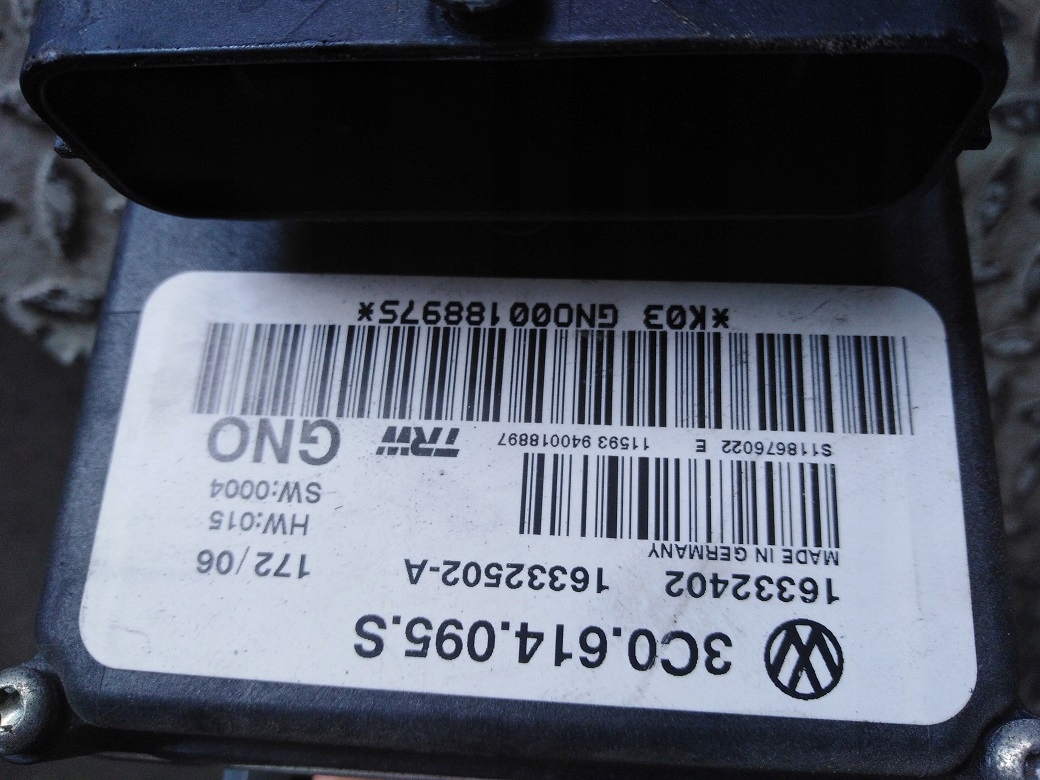 3C0.614.095.S
16332402 16332502-A 172/06
MADE IN GERMANY HW:015
SW:0004
S118676022 E 11593 940018897 TRW GNO
*K03 GNO00188975*